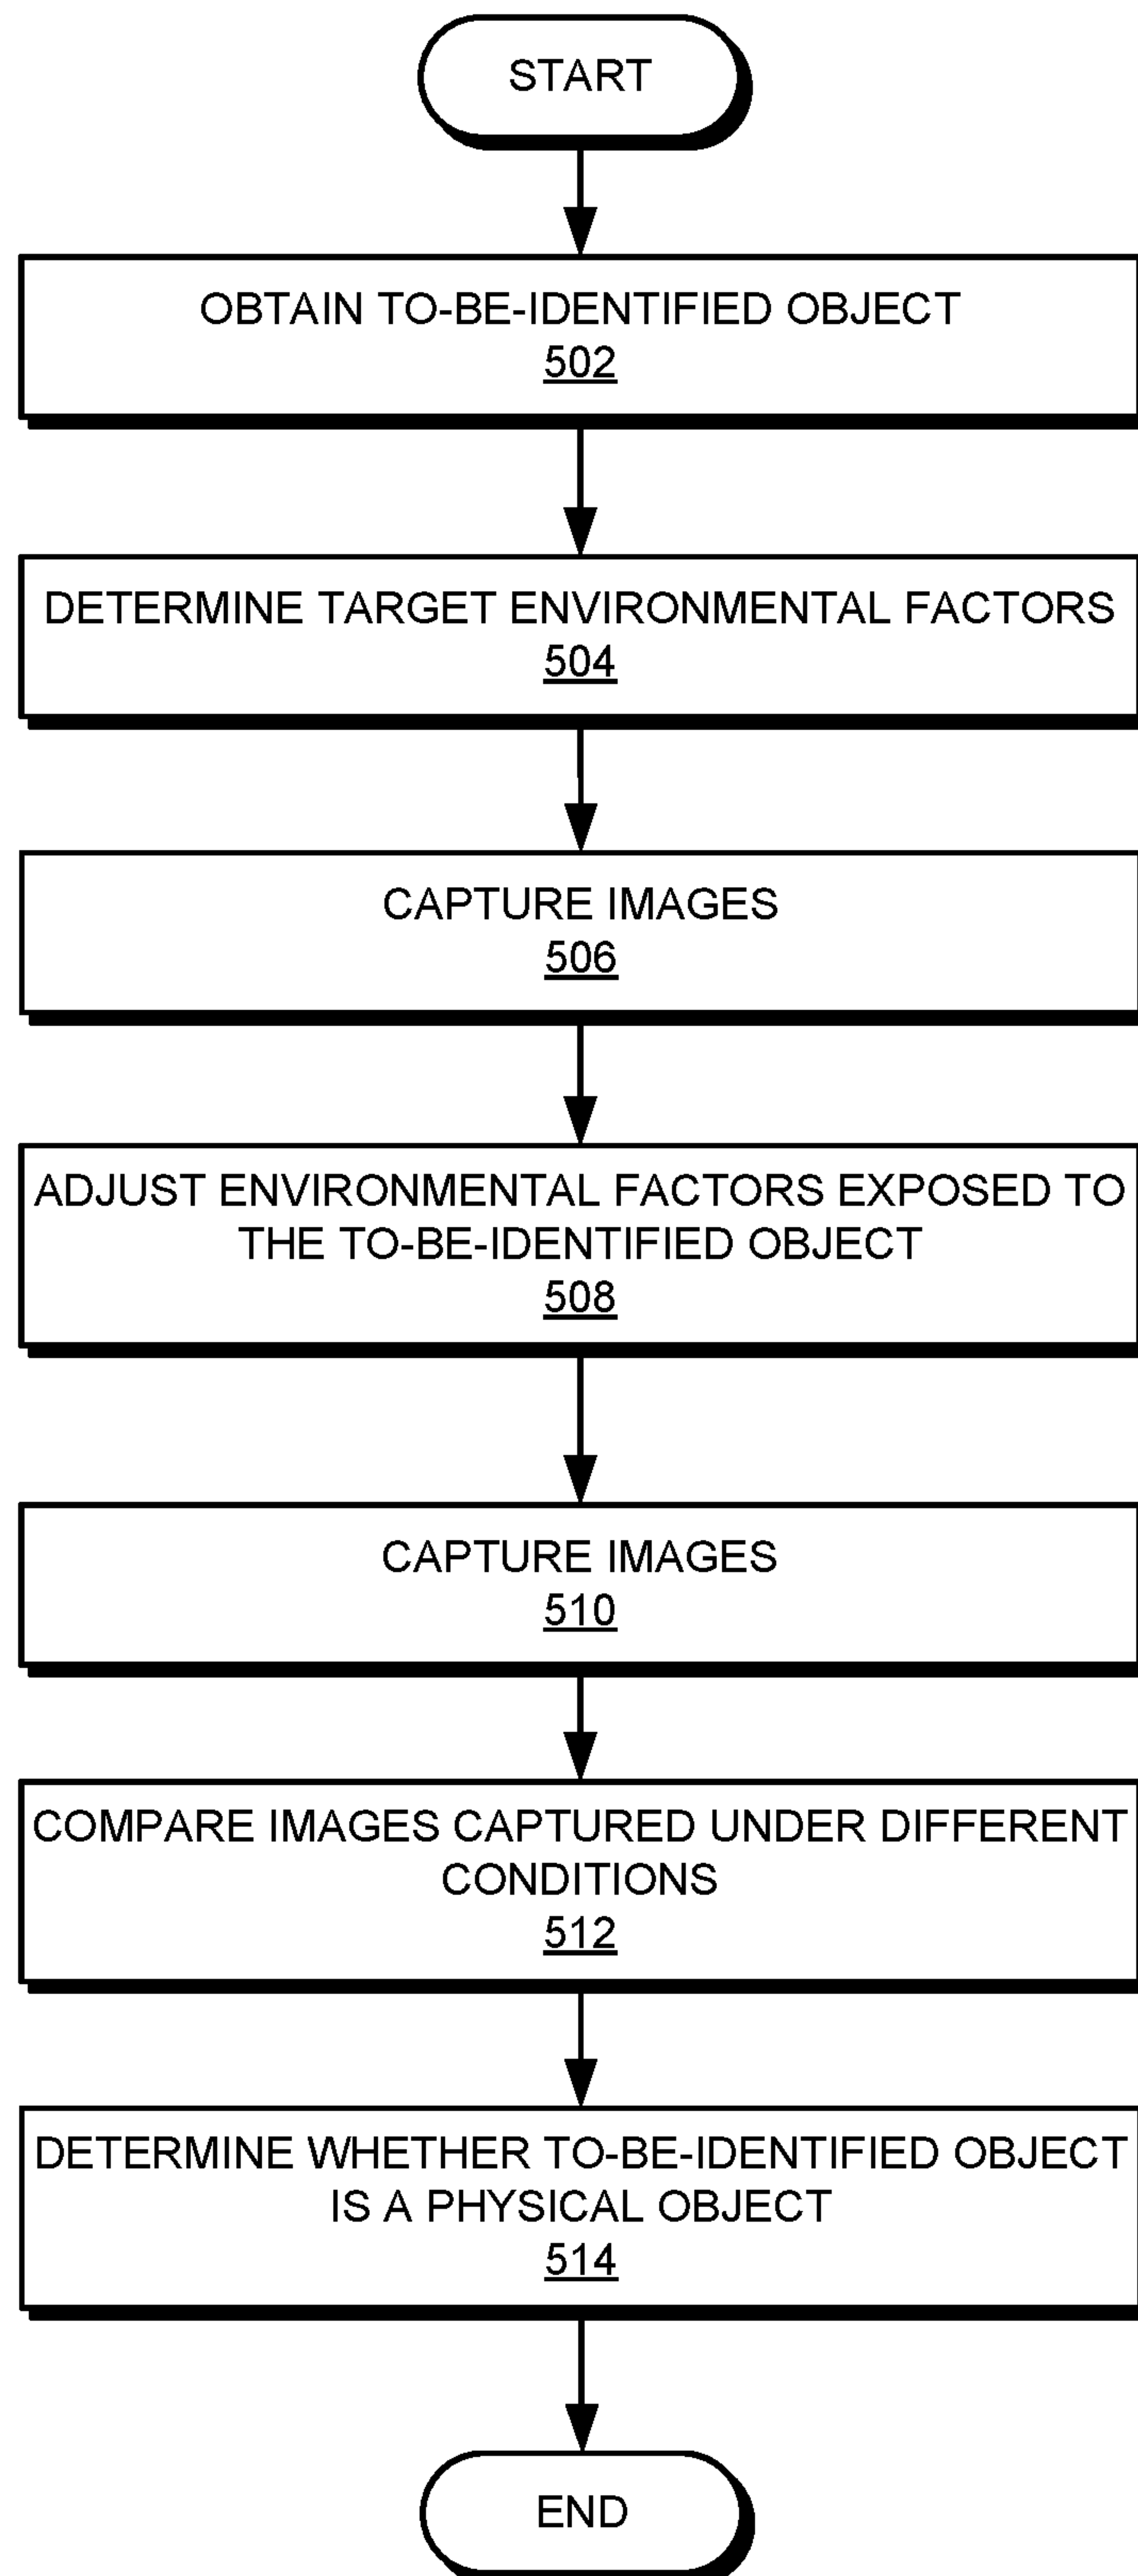 START
OBTAIN TO-BE-IDENTIFIED OBJECT
502
DETERMINE TARGET ENVIRONMENTAL FACTORS
504
CAPTURE IMAGES
506
ADJUST ENVIRONMENTAL FACTORS EXPOSED TO
THE TO-BE-IDENTIFIED OBJECT
508
CAPTURE IMAGES
510
COMPARE IMAGES CAPTURED UNDER DIFFERENT
CONDITIONS
512
DETERMINE WHETHER TO-BE-IDENTIFIED OBJECT
IS A PHYSICAL OBJECT
514
END